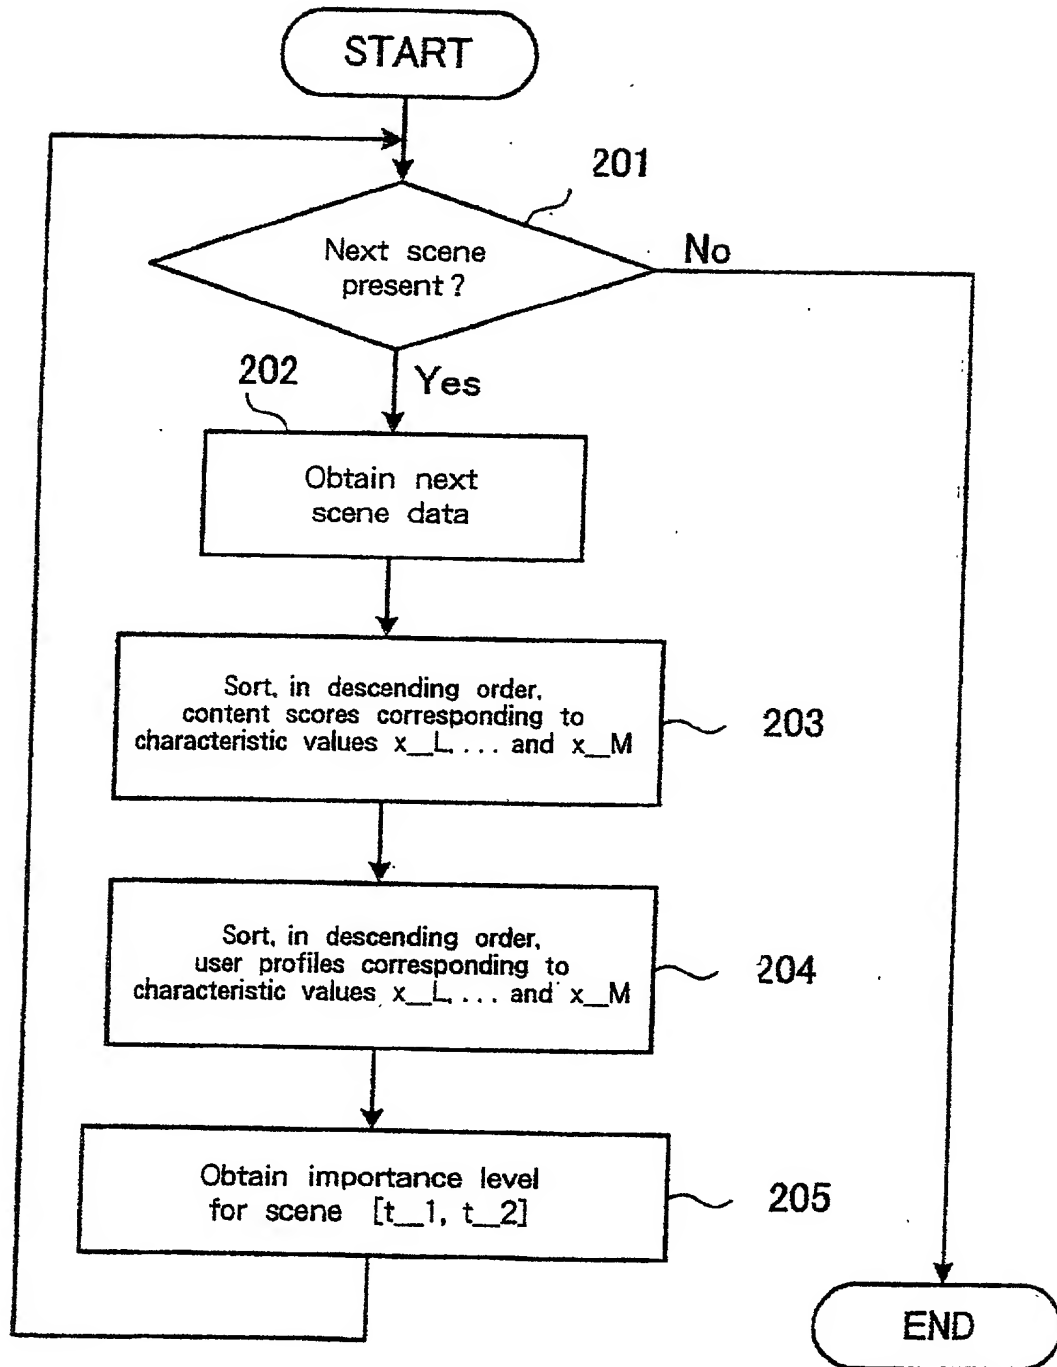 START
201
Next scene
present?
No
202
Yes
Obtain next
scene data
Sort, in descending order,
content scores corresponding to
characteristic values x__L, ... and x__M
203
Sort, in descending order,
user profiles corresponding to
characteristic values x__L, ... and x__M
204
Obtain importance level
for scene [t__1, t__2]
205
END